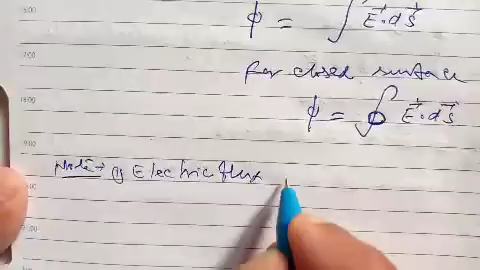 ϕ = ∫ E⃗·dS⃗
For closed surface
ϕ = ∮ E⃗·dS⃗
Note → (i) Electric flux